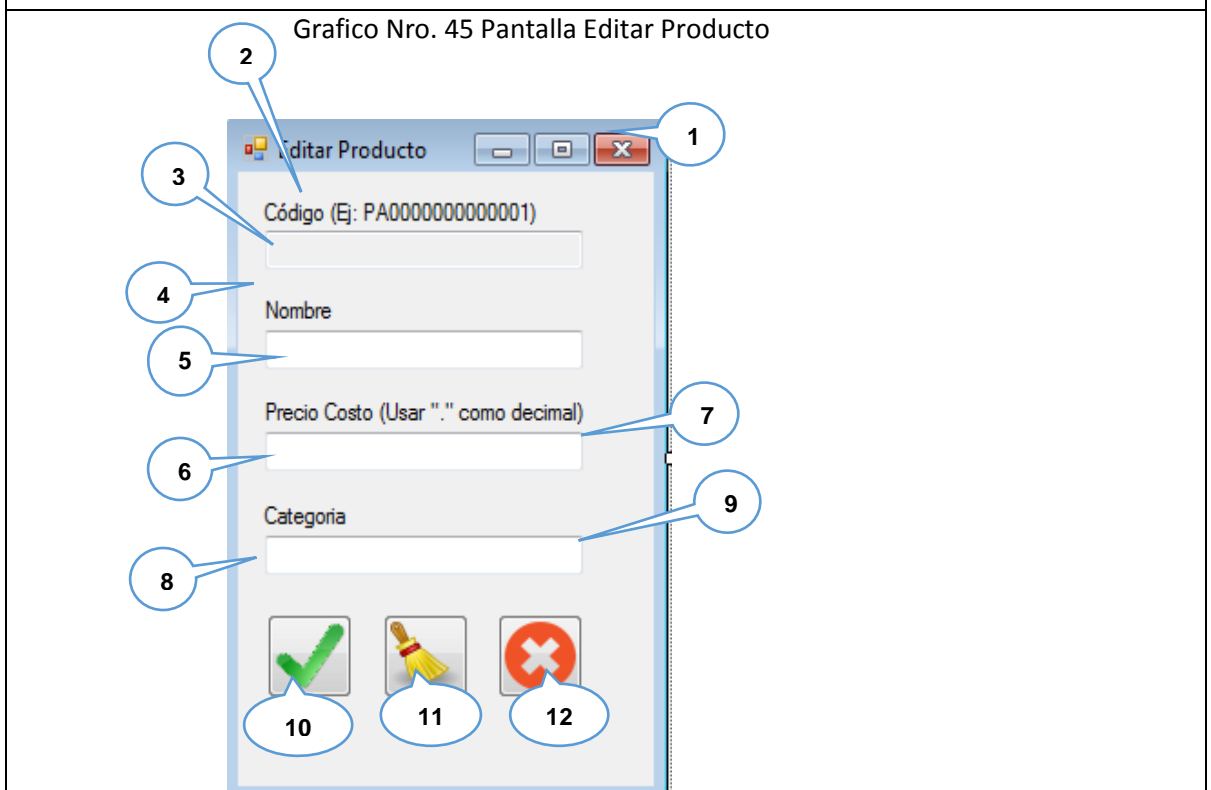 Grafico Nro. 45 Pantalla Editar Producto
2
1
Editar Producto
3
Código (Ej: PA0000000000001)
4
Nombre
5
Precio Costo (Usar "." como decimal)
7
6
9
Categoria
8
10
11
12